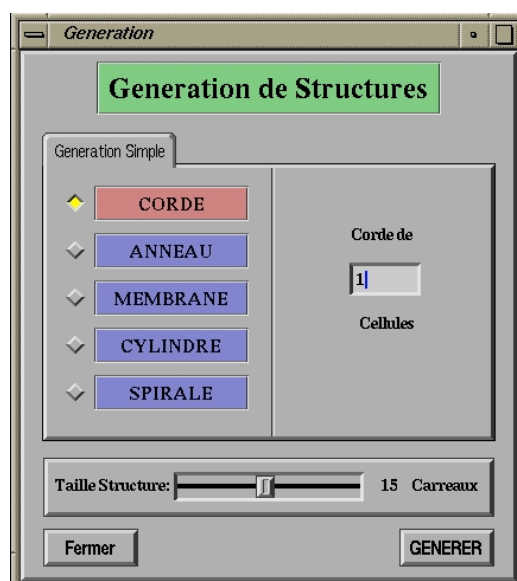 Generation
Generation de Structures
Generation Simple
CORDE
ANNEAU
MEMBRANE
CYLINDRE
SPIRALE
Corde de
1
Cellules
Taille Structure: 15 Carreaux
Fermer GENERER